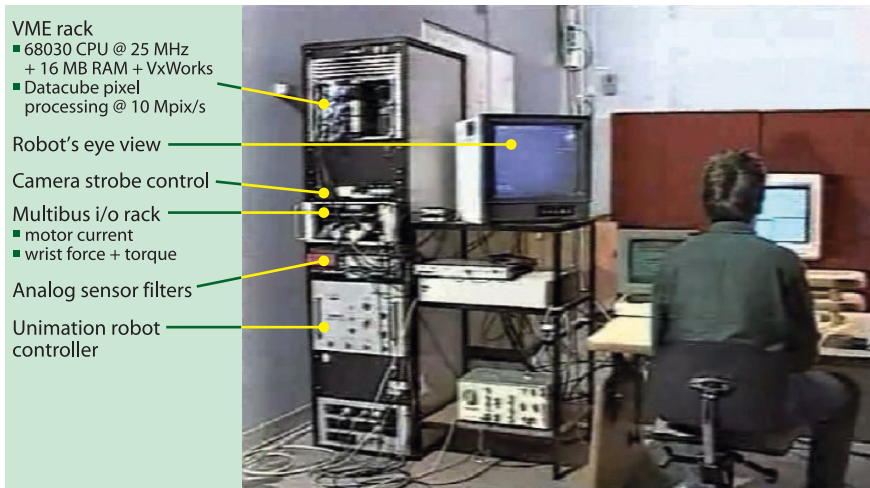 VME rack
▪ 68030 CPU @ 25 MHz
+ 16 MB RAM + VxWorks
▪ Datacube pixel
processing @ 10 Mpix/s
Robot’s eye view
Camera strobe control
Multibus i/o rack
▪ motor current
▪ wrist force + torque
Analog sensor filters
Unimation robot
controller